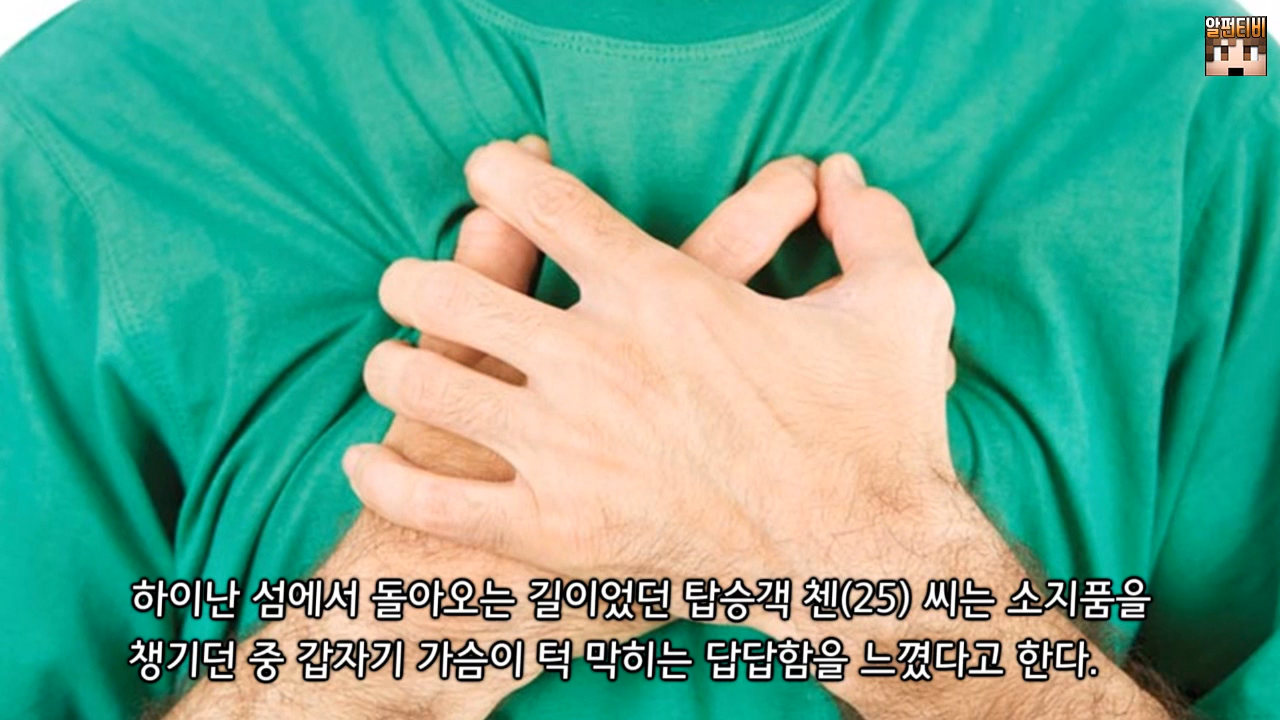 알펀티비
하이난 섬에서 돌아오는 길이었던 탑승객 첸(25) 씨는 소지품을
챙기던 중 갑자기 가슴이 턱 막히는 답답함을 느꼈다고 한다.